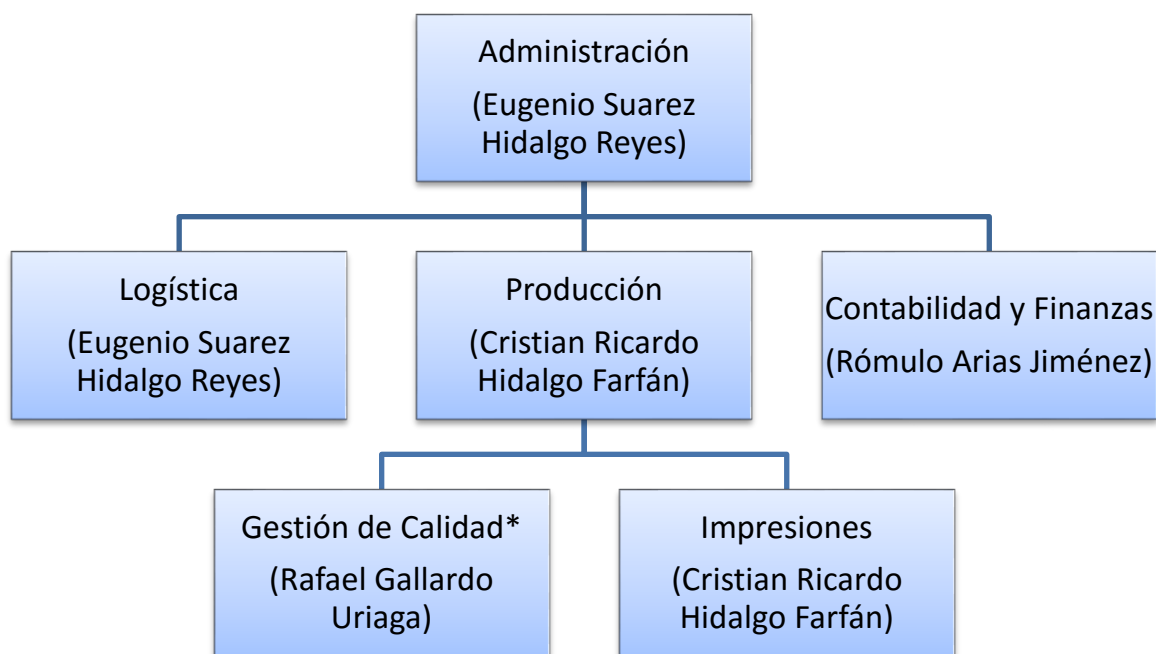 Administración
(Eugenio Suarez
Hidalgo Reyes)
Logística
(Eugenio Suarez
Hidalgo Reyes)
Producción
(Cristian Ricardo
Hidalgo Farfán)
Contabilidad y Finanzas
(Rómulo Arias Jiménez)
Gestión de Calidad*
(Rafael Gallardo
Uriaga)
Impresiones
(Cristian Ricardo
Hidalgo Farfán)